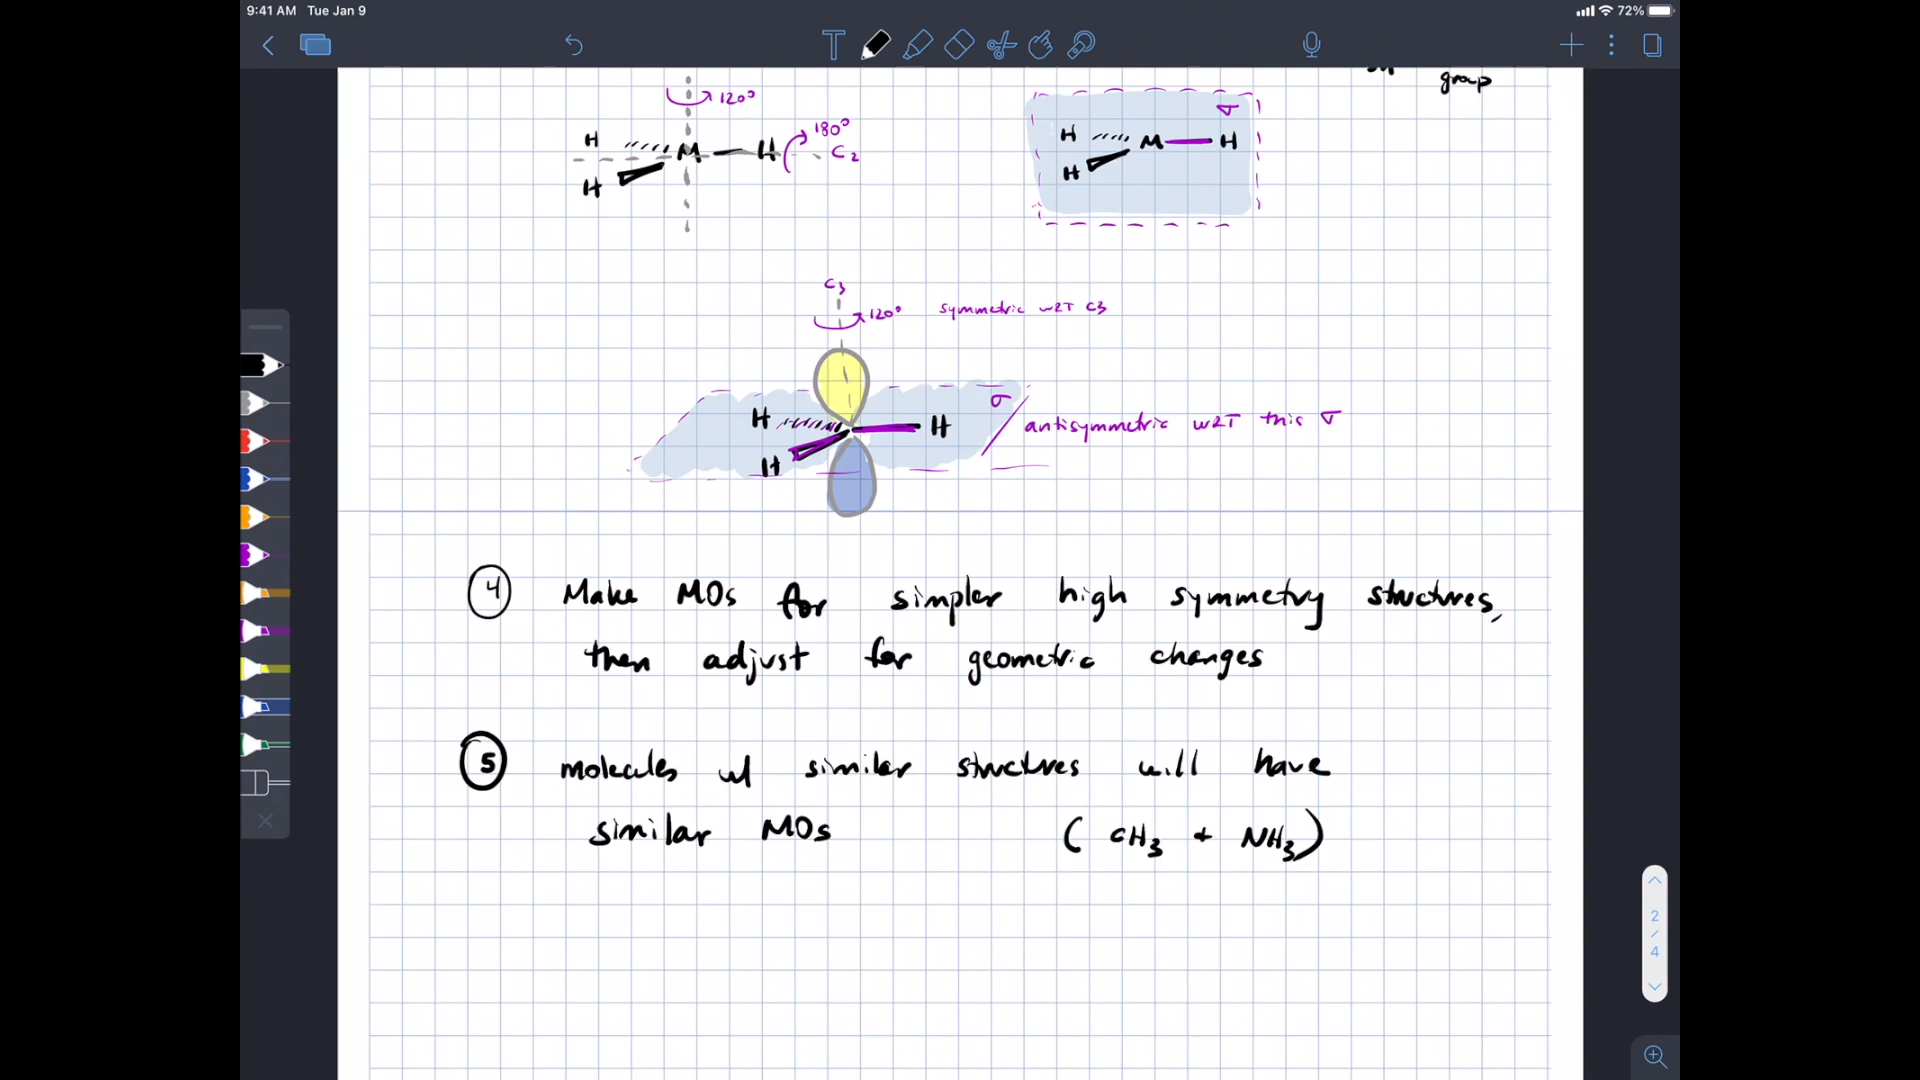 9:41 AM Tue Jan 9
72%
T
group
120°
180°
H
M H
C2
H
σ
H
M H
H
C3
120° symmetric WRT C3
σ
H
H
antisymmetric WRT this σ
H
4 Make MOs for simpler high symmetry structures,
then adjust for geometric changes
5 molecules w/ similar structures will have
similar MOs (CH3 + NH3)
2
/
4